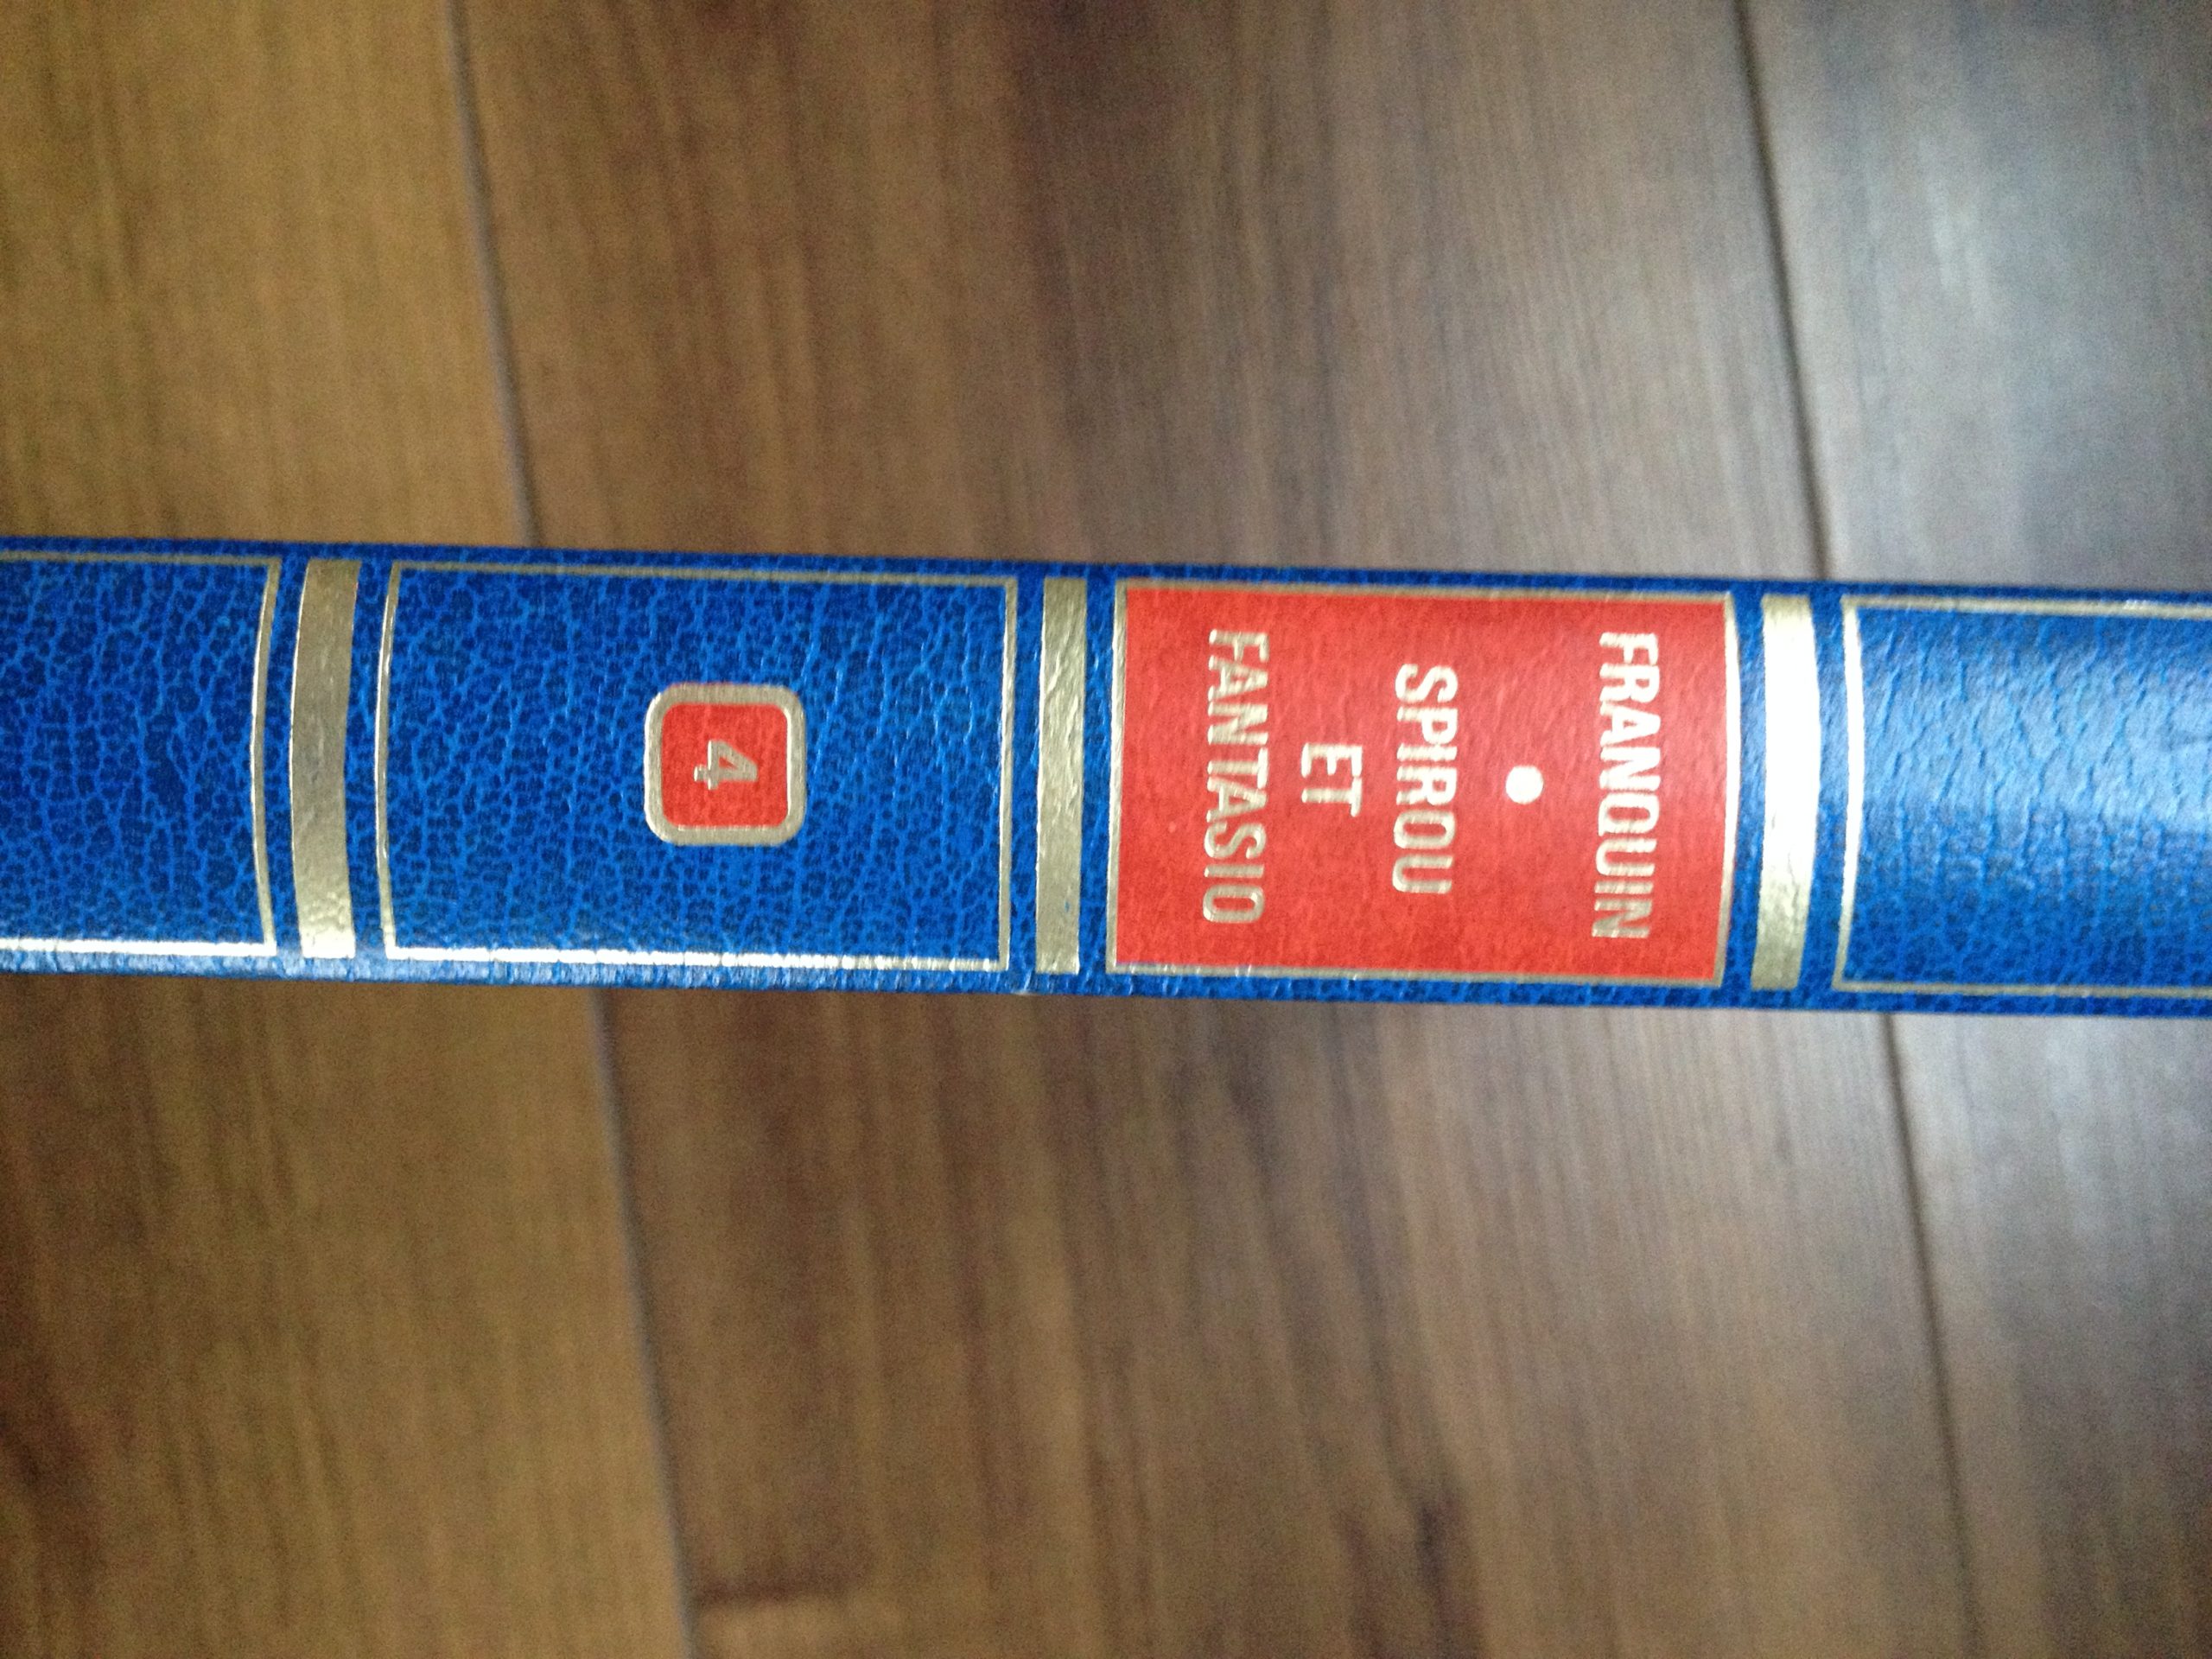 FRANQUIN
•
SPIROU
ET
FANTASIO
4